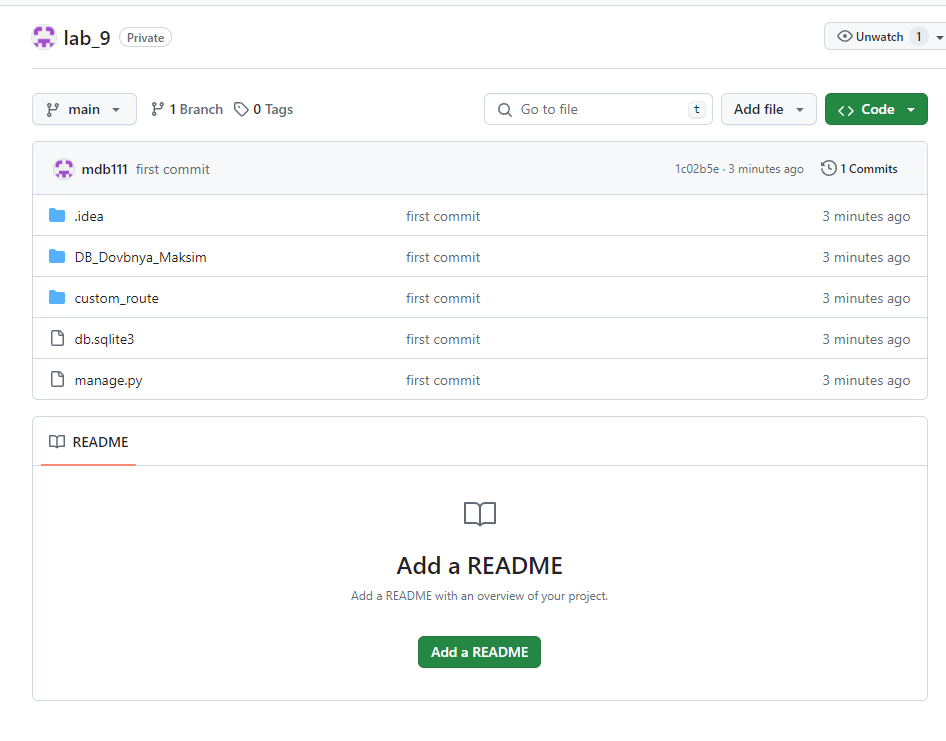 lab_9 Private Unwatch 1
main 1 Branch 0 Tags Go to file t Add file Code
mdb111 first commit 1c02b5e · 3 minutes ago 1 Commits
.idea first commit 3 minutes ago
DB_Dovbnya_Maksim first commit 3 minutes ago
custom_route first commit 3 minutes ago
db.sqlite3 first commit 3 minutes ago
manage.py first commit 3 minutes ago
README
Add a README
Add a README with an overview of your project.
Add a README